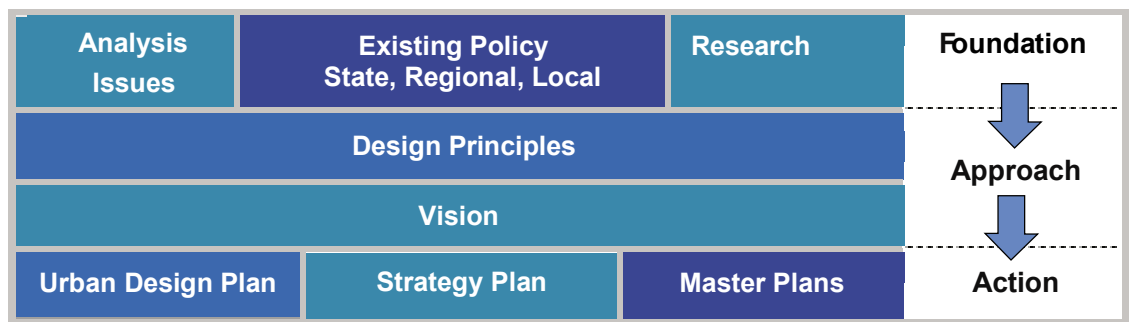 Analysis
Issues
Existing Policy
State, Regional, Local
Research
Foundation
Design Principles
Approach
Vision
Urban Design Plan
Strategy Plan
Master Plans
Action